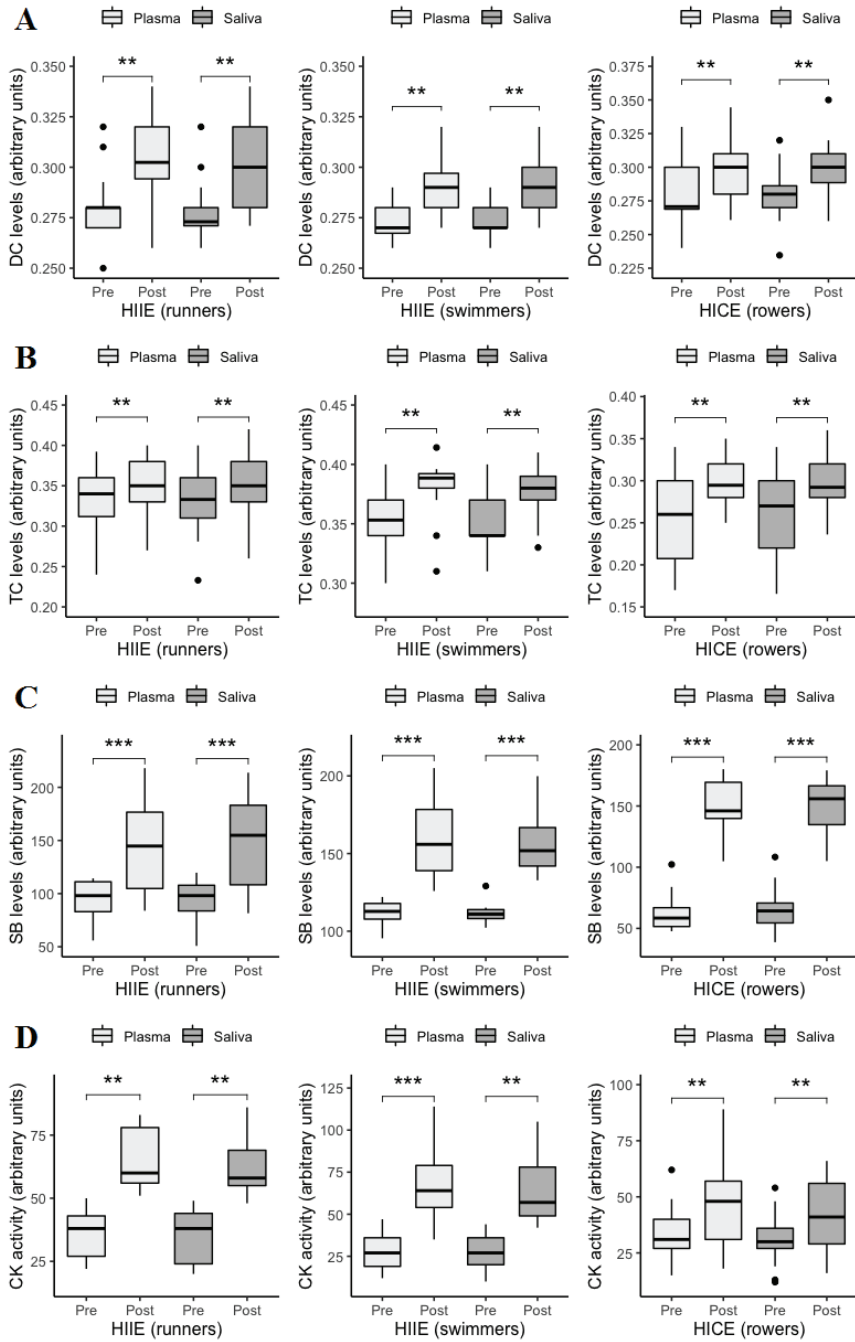 A
Plasma Saliva
DC levels (arbitrary units)
0.350
0.325
0.300
0.275
0.250
** **
Pre Post Pre Post
HIIE (runners)
Plasma Saliva
DC levels (arbitrary units)
0.350
0.325
0.300
0.275
0.250
** **
Pre Post Pre Post
HIIE (swimmers)
Plasma Saliva
DC levels (arbitrary units)
0.375
0.350
0.325
0.300
0.275
0.250
0.225
** **
Pre Post Pre Post
HICE (rowers)
B
Plasma Saliva
TC levels (arbitrary units)
0.45
0.40
0.35
0.30
0.25
0.20
** **
Pre Post Pre Post
HIIE (runners)
Plasma Saliva
TC levels (arbitrary units)
0.45
0.40
0.35
0.30
** **
Pre Post Pre Post
HIIE (swimmers)
Plasma Saliva
TC levels (arbitrary units)
0.40
0.35
0.30
0.25
0.20
0.15
** **
Pre Post Pre Post
HICE (rowers)
C
Plasma Saliva
SB levels (arbitrary units)
200
150
100
50
*** ***
Pre Post Pre Post
HIIE (runners)
Plasma Saliva
SB levels (arbitrary units)
200
150
100
*** ***
Pre Post Pre Post
HIIE (swimmers)
Plasma Saliva
SB levels (arbitrary units)
200
150
100
50
*** ***
Pre Post Pre Post
HICE (rowers)
D
Plasma Saliva
CK activity (arbitrary units)
75
50
25
** **
Pre Post Pre Post
HIIE (runners)
Plasma Saliva
CK activity (arbitrary units)
125
100
75
50
25
*** **
Pre Post Pre Post
HIIE (swimmers)
Plasma Saliva
CK activity (arbitrary units)
100
75
50
25
** **
Pre Post Pre Post
HICE (rowers)